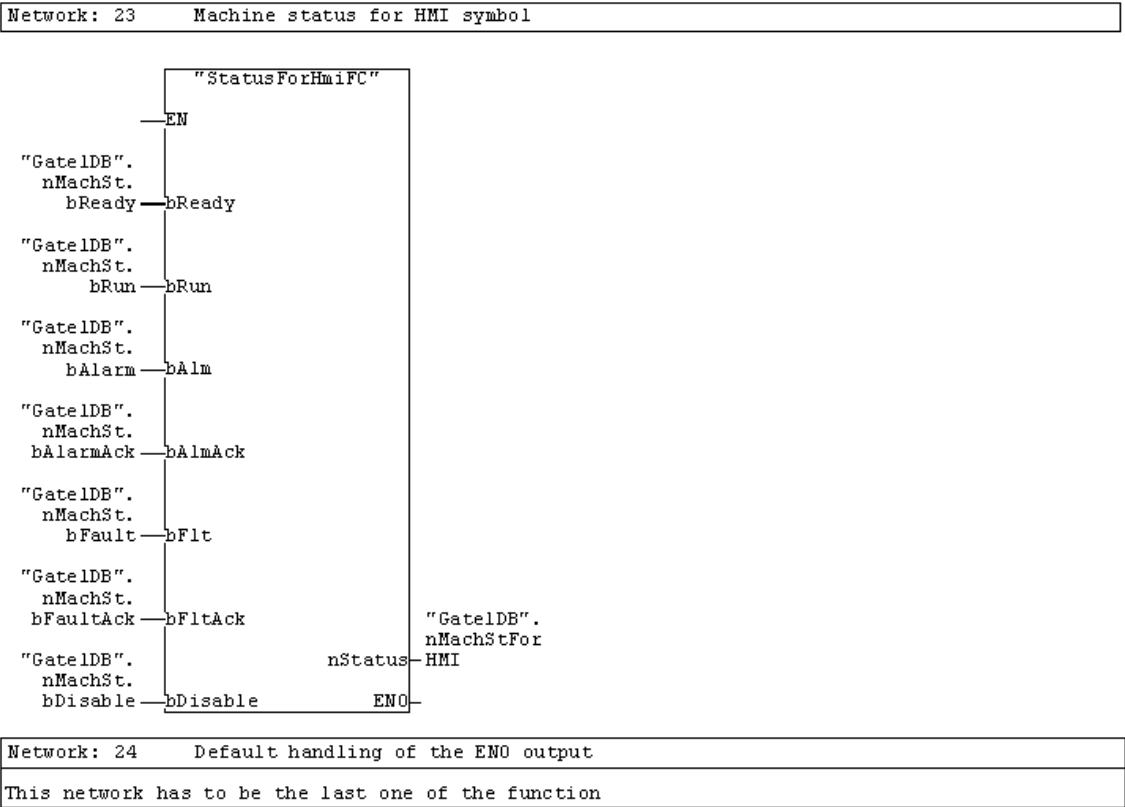 Network: 23 Machine status for HMI symbol
"StatusForHmiFC"
EN
"Gate1DB".
nMachSt.
bReady bReady
"Gate1DB".
nMachSt.
bRun bRun
"Gate1DB".
nMachSt.
bAlarm bAlm
"Gate1DB".
nMachSt.
bAlarmAck bAlmAck
"Gate1DB".
nMachSt.
bFault bFlt
"Gate1DB".
nMachSt.
bFaultAck bFltAck
"Gate1DB".
nMachSt.
bDisable bDisable
"Gate1DB".
nMachStFor
nStatus HMI
ENO
Network: 24 Default handling of the ENO output
This network has to be the last one of the function